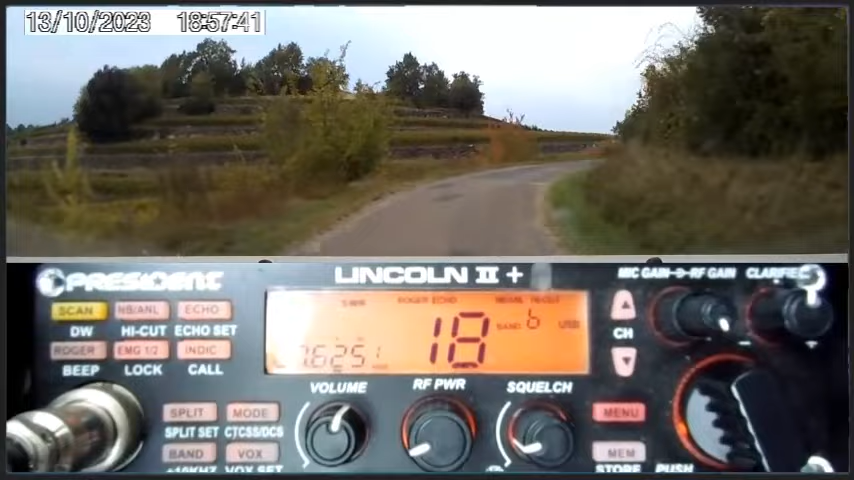 13/10/2023 18:57:41
PRESIDENT LINCOLN II + MIC GAIN RF GAIN CLARIFIER
SCAN NB/ANL ECHO
DW HI-CUT ECHO SET
ROGER EMG 1/2 INDIC
BEEP LOCK CALL
ROGER ECHO
18 BAND 6 USB
CH
VOLUME RF PWR SQUELCH
SPLIT MODE MENU
SPLIT SET CTCSS/DCS
BAND VOX MEM
+10KHZ VOX SET STORE PUSH